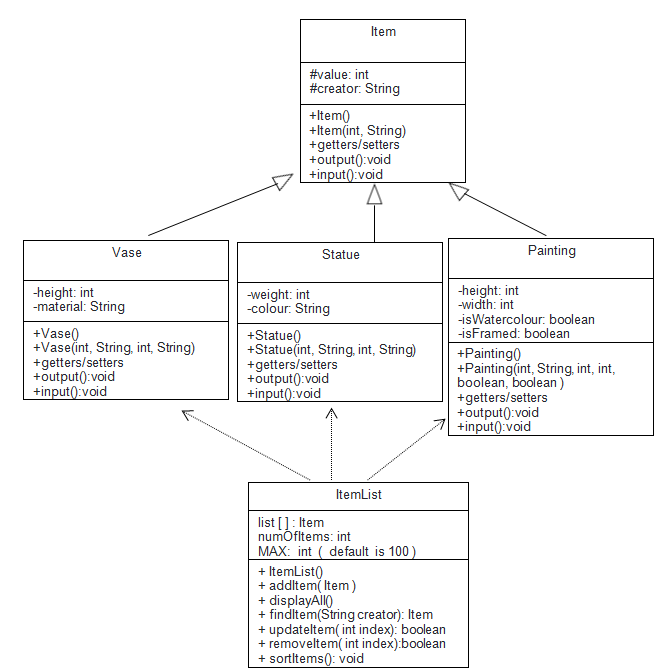 Item
#value: int
#creator: String
+Item()
+Item(int, String)
+getters/setters
+output():void
+input():void
Vase
-height: int
-material: String
+Vase()
+Vase(int, String, int, String)
+getters/setters
+output():void
+input():void
Statue
-weight: int
-colour: String
+Statue()
+Statue(int, String, int, String)
+getters/setters
+output():void
+input():void
Painting
-height: int
-width: int
-isWatercolour: boolean
-isFramed: boolean
+Painting()
+Painting(int, String, int, int,
boolean, boolean )
+getters/setters
+output():void
+input():void
ItemList
list [ ] : Item
numOfItems: int
MAX: int ( default is 100 )
+ ItemList()
+ addItem( Item )
+ displayAll()
+ findItem(String creator): Item
+ updateItem( int index): boolean
+ removeItem( int index):boolean
+ sortItems(): void